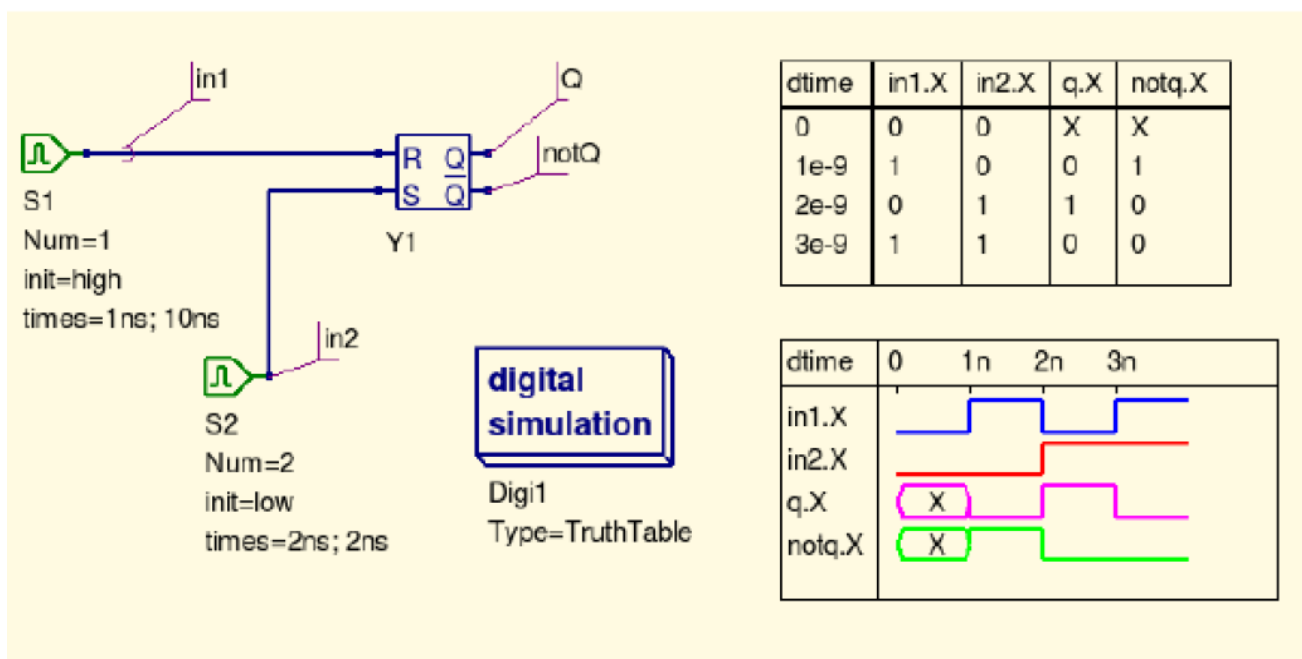 in1
Q
notQ
R Q
S Q
Y1
S1
Num=1
init=high
times=1ns; 10ns
in2
S2
Num=2
init=low
times=2ns; 2ns
digital
simulation
Digi1
Type=TruthTable
dtime in1.X in2.X q.X notq.X
0 0 0 X X
1e-9 1 0 0 1
2e-9 0 1 1 0
3e-9 1 1 0 0
dtime 0 1n 2n 3n
in1.X
in2.X
q.X X
notq.X X